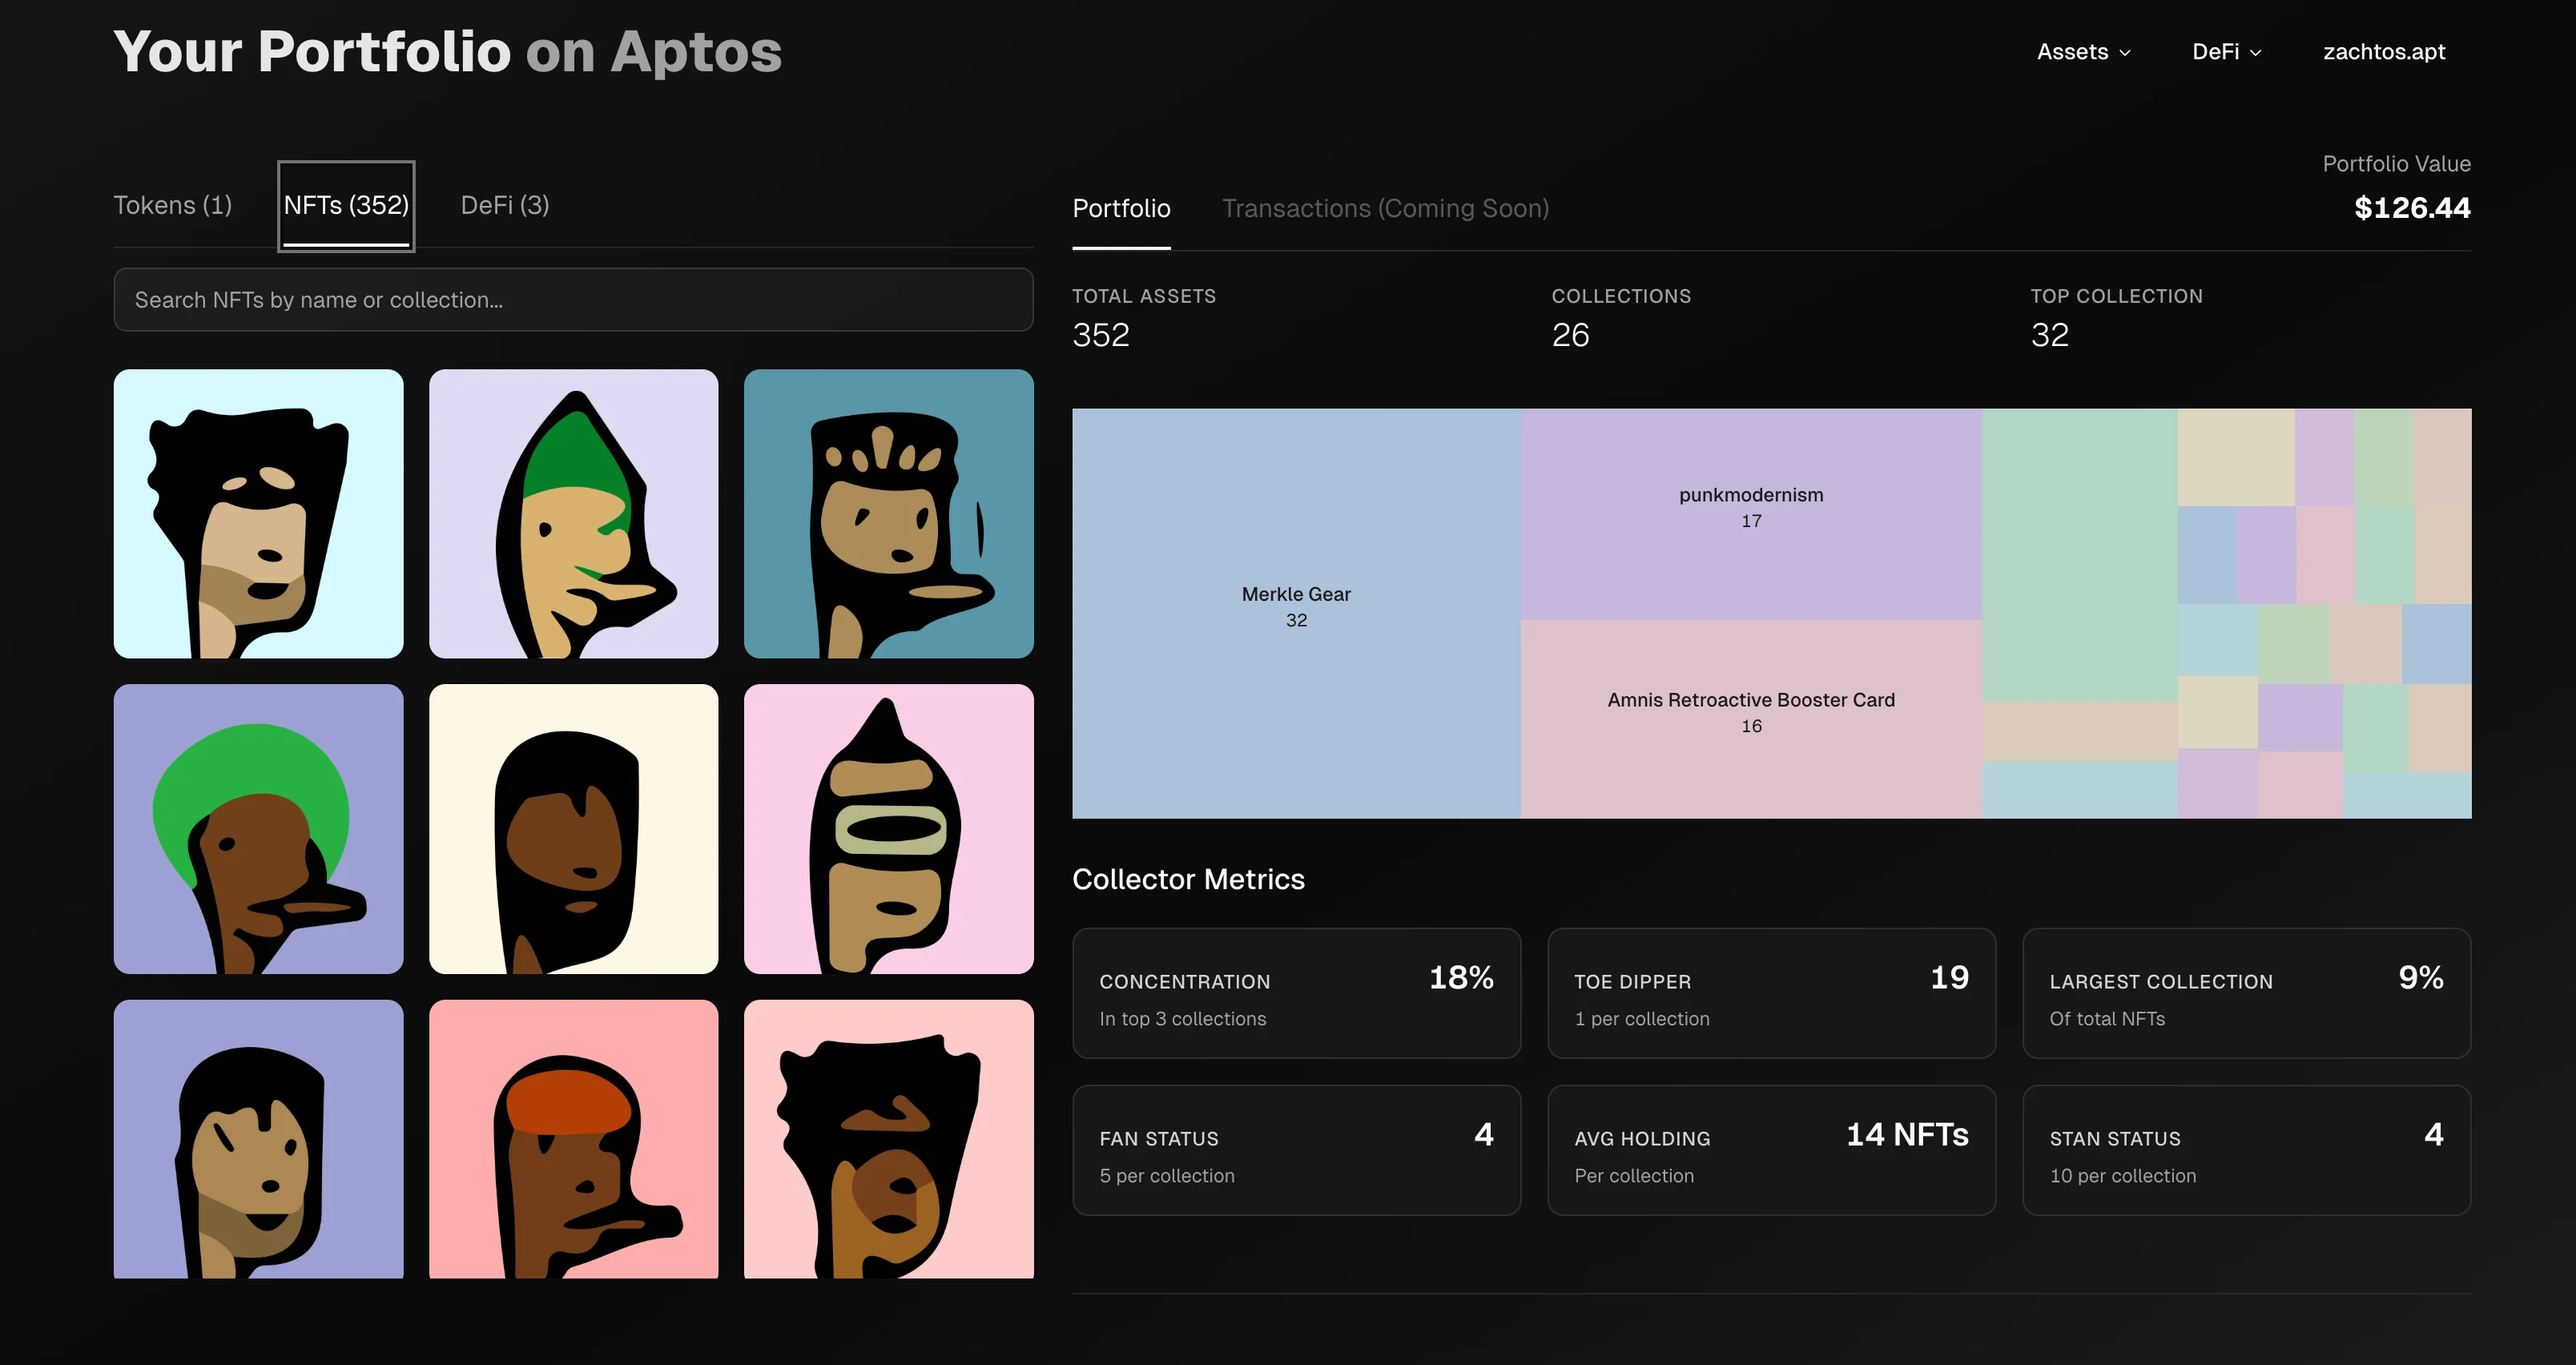 Your Portfolio on Aptos
Assets
DeFi
zachtos.apt
Tokens (1)
NFTs (352)
DeFi (3)
Search NFTs by name or collection...
Portfolio
Transactions (Coming Soon)
Portfolio Value
$126.44
TOTAL ASSETS
352
COLLECTIONS
26
TOP COLLECTION
32
Merkle Gear
32
punkmodernism
17
Amnis Retroactive Booster Card
16
Collector Metrics
CONCENTRATION
18%
In top 3 collections
TOE DIPPER
19
1 per collection
LARGEST COLLECTION
9%
Of total NFTs
FAN STATUS
4
5 per collection
AVG HOLDING
14 NFTs
Per collection
STAN STATUS
4
10 per collection